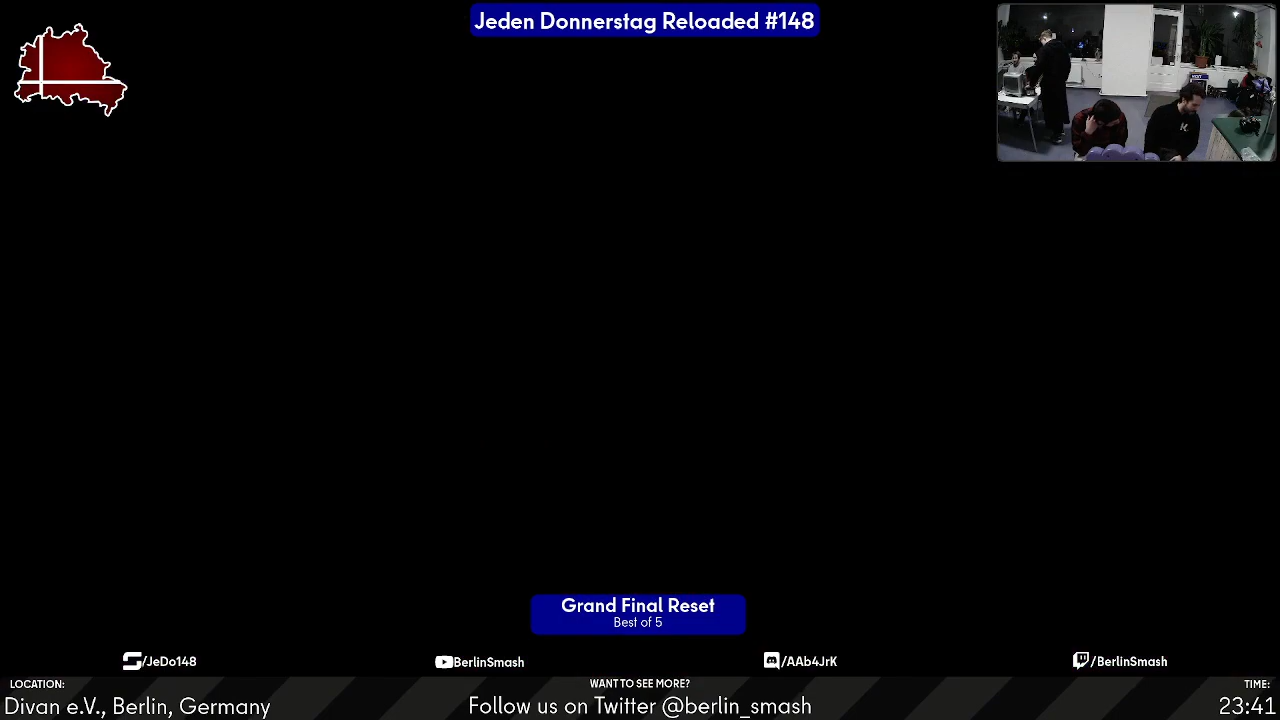 Jeden Donnerstag Reloaded #148
Grand Final Reset
Best of 5
/JeDo148
BerlinSmash
/AAb4JrK
/BerlinSmash
LOCATION:
Divan e.V., Berlin, Germany
WANT TO SEE MORE?
Follow us on Twitter @berlin_smash
TIME:
23:41